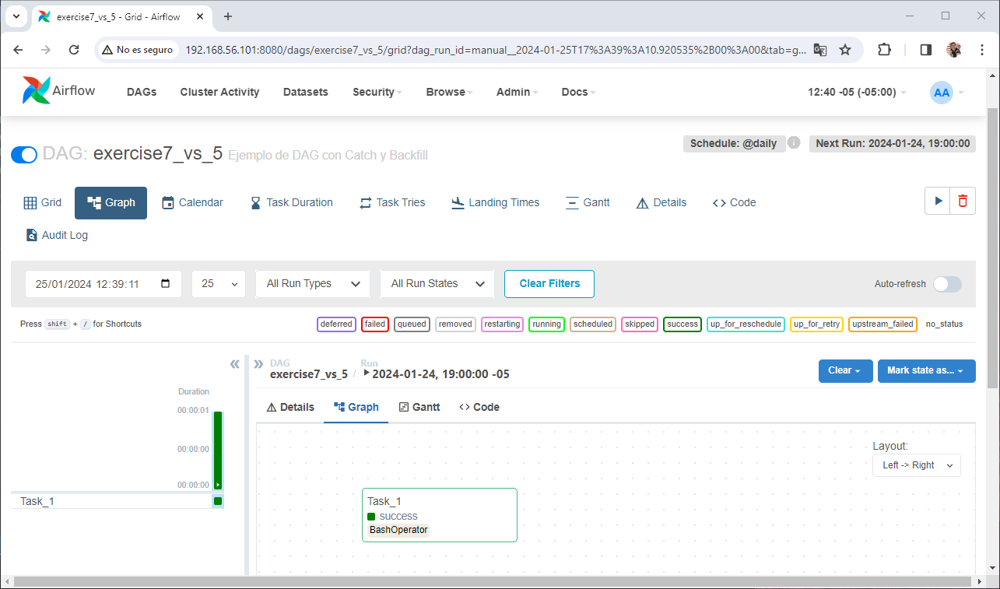 exercise7_vs_5 - Grid - Airflow
No es seguro 192.168.56.101:8080/dags/exercise7_vs_5/grid?dag_run_id=manual__2024-01-25T17%3A39%3A10.920535%2B00%3A00&tab=g...
Airflow DAGs Cluster Activity Datasets Security Browse Admin Docs 12:40 -05 (-05:00) AA
DAG: exercise7_vs_5 Ejemplo de DAG con Catch y Backfill Schedule: @daily Next Run: 2024-01-24, 19:00:00
Grid Graph Calendar Task Duration Task Tries Landing Times Gantt Details Code
Audit Log
25/01/2024 12:39:11 25 All Run Types All Run States Clear Filters Auto-refresh
Press shift + / for Shortcuts deferred failed queued removed restarting running scheduled skipped success up_for_reschedule up_for_retry upstream_failed no_status
DAG Run
exercise7_vs_5 / 2024-01-24, 19:00:00 -05 Clear Mark state as...
Duration
00:00:01
00:00:00
00:00:00
Task_1
Details Graph Gantt Code
Layout:
Left -> Right
Task_1
success
BashOperator